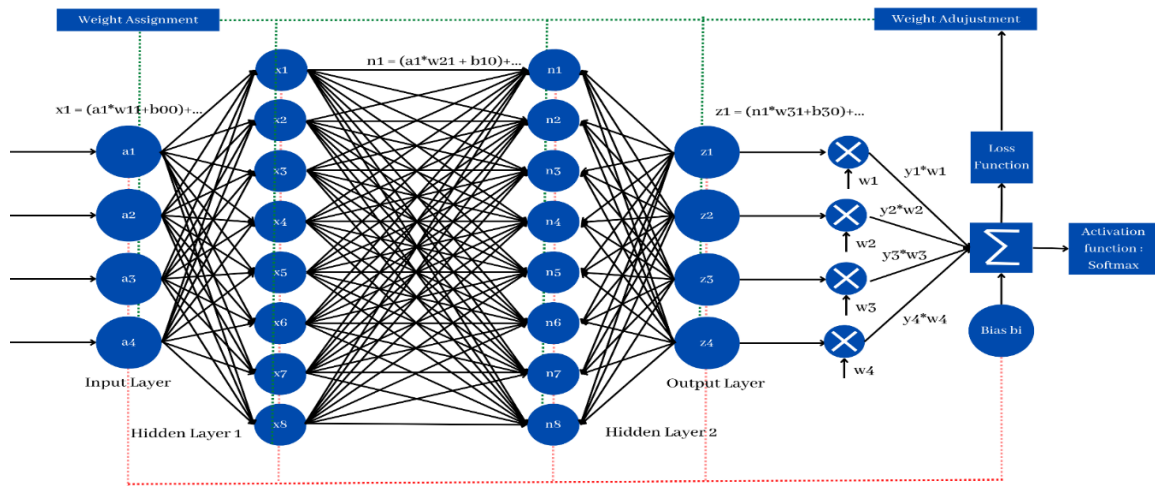 Weight Assignment
Weight Adujustment
x1 = (a1*w11+b00)+...
n1 = (a1*w21 + b10)+...
z1 = (n1*w31+b30)+...
a1
a2
a3
a4
Input Layer
x1
x2
x3
x4
x5
x6
x7
x8
Hidden Layer 1
n1
n2
n3
n4
n5
n6
n7
n8
Hidden Layer 2
z1
z2
z3
z4
Output Layer
w1
w2
w3
w4
y1*w1
y2*w2
y3*w3
y4*w4
Loss
Function
Σ
Bias bi
Activation
function :
Softmax